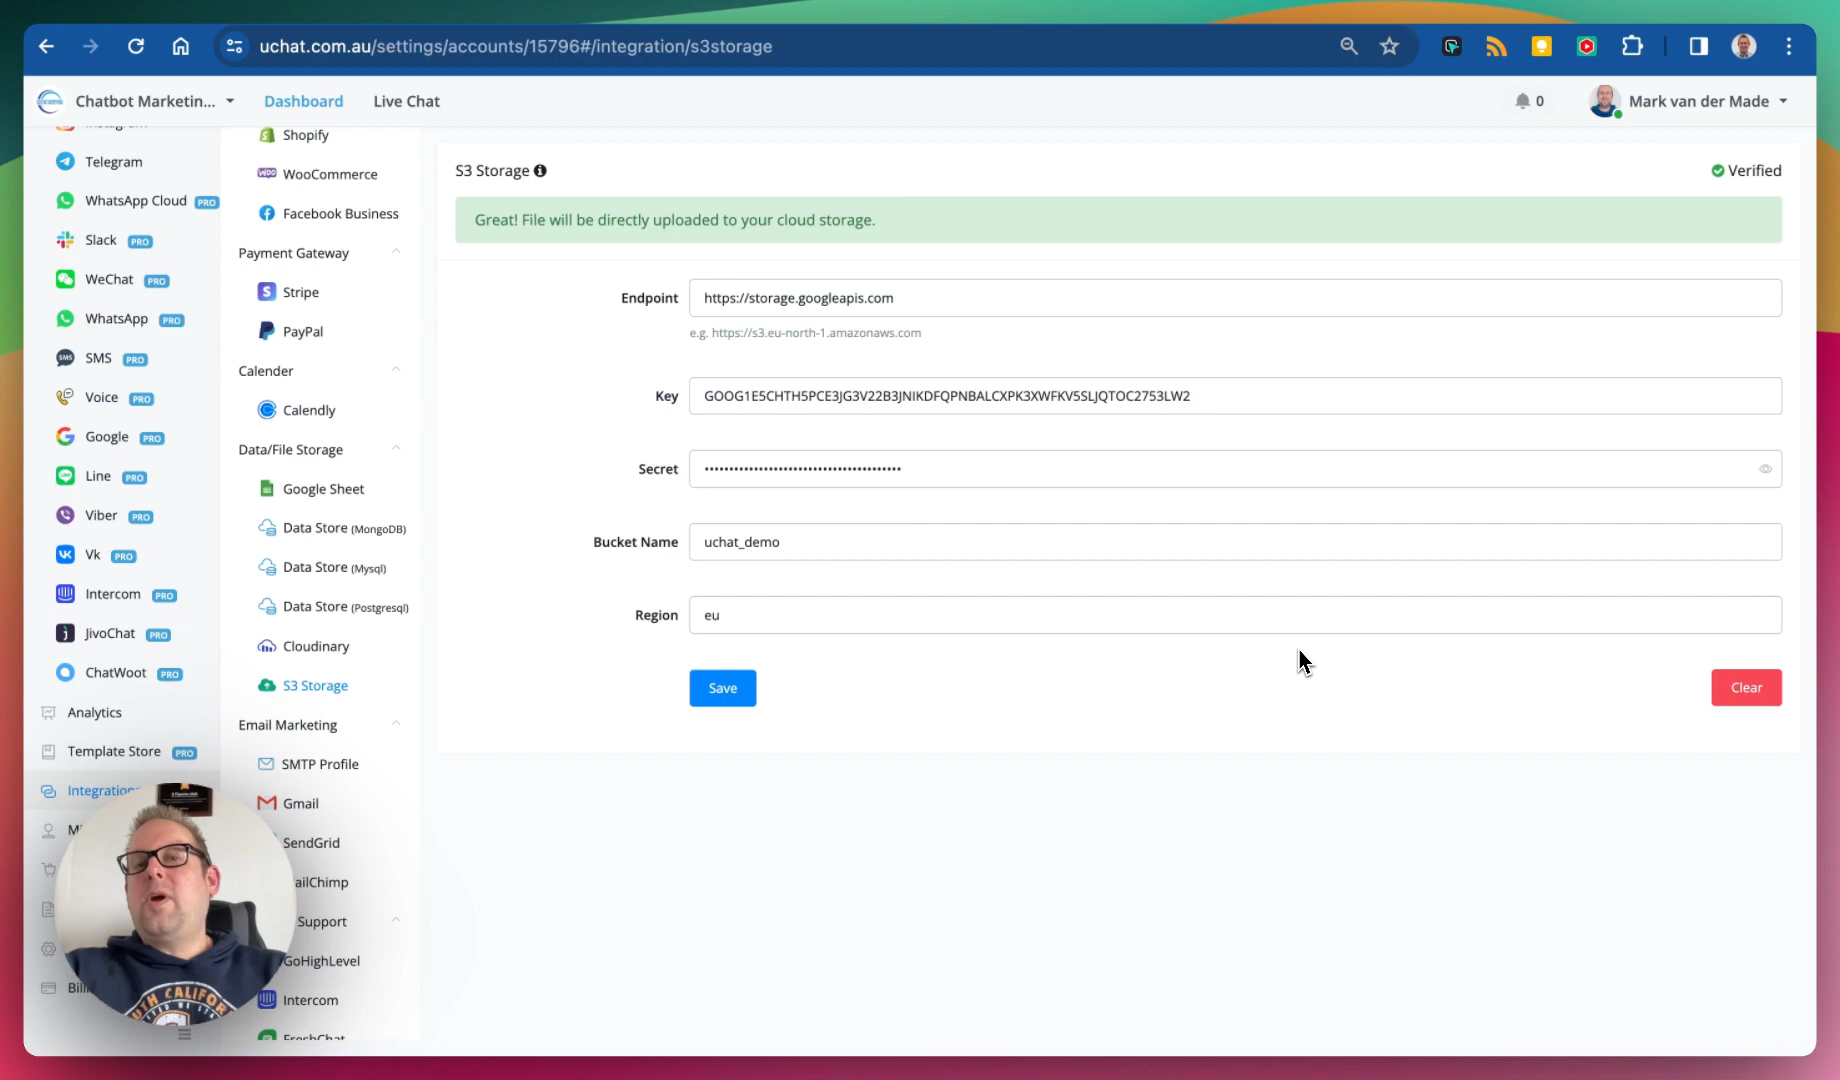 uchat.com.au/settings/accounts/15796#/integration/s3storage
Chatbot Marketin...
Dashboard
Live Chat
0
Mark van der Made
Telegram
WhatsApp Cloud PRO
Slack PRO
WeChat PRO
WhatsApp PRO
SMS PRO
Voice PRO
Google PRO
Line PRO
Viber PRO
Vk PRO
Intercom PRO
JivoChat PRO
ChatWoot PRO
Analytics
Template Store PRO
Integration
Shopify
WooCommerce
Facebook Business
Payment Gateway
Stripe
PayPal
Calender
Calendly
Data/File Storage
Google Sheet
Data Store (MongoDB)
Data Store (Mysql)
Data Store (Postgresql)
Cloudinary
S3 Storage
Email Marketing
SMTP Profile
Gmail
SendGrid
ailChimp
Support
GoHighLevel
Intercom
FreshChat
S3 Storage
Verified
Great! File will be directly uploaded to your cloud storage.
Endpoint
https://storage.googleapis.com
e.g. https://s3.eu-north-1.amazonaws.com
Key
GOOG1E5CHTH5PCE3JG3V22B3JNIKDFQPNBALCXPK3XWFKV5SLJQTOC2753LW2
Secret
••••••••••••••••••••••••••••••••••••••••
Bucket Name
uchat_demo
Region
eu
Save
Clear